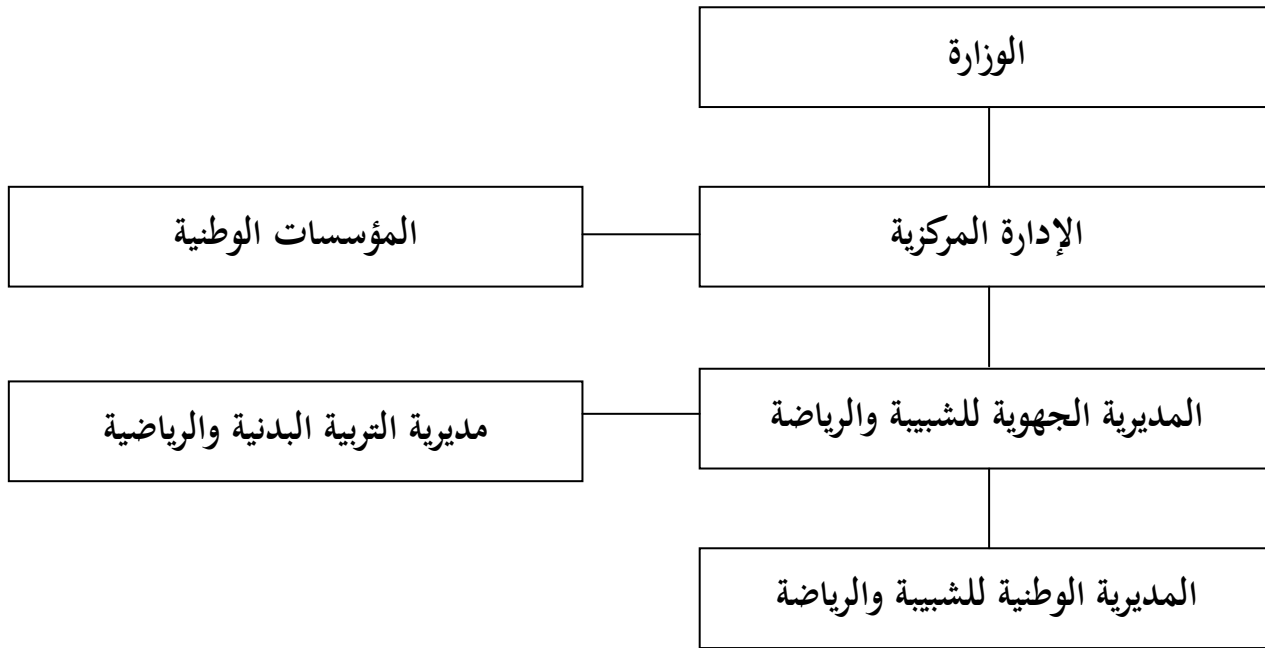 الوزارة
الإدارة المركزية
المؤسسات الوطنية
المديرية الجهوية للشبيبة والرياضة
مديرية التربية البدنية والرياضية
المديرية الوطنية للشبيبة والرياضة